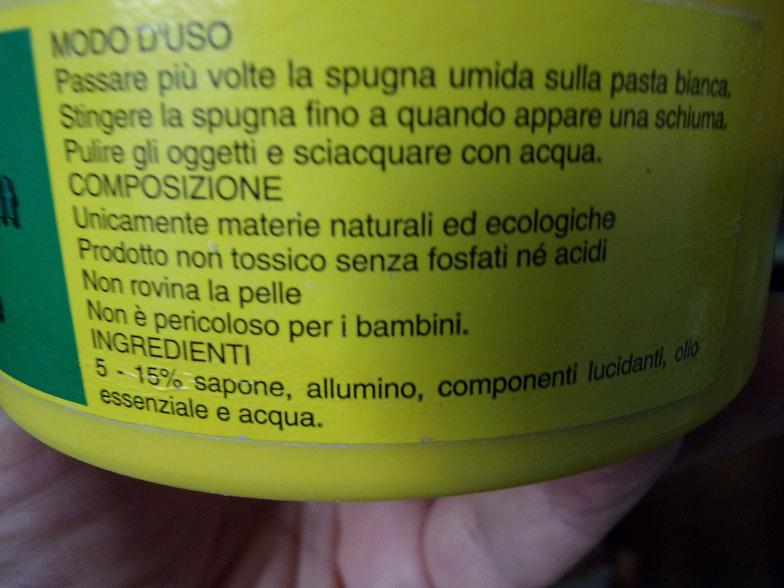 MODO D'USO
Passare più volte la spugna umida sulla pasta bianca.
Stingere la spugna fino a quando appare una schiuma.
Pulire gli oggetti e sciacquare con acqua.
COMPOSIZIONE
Unicamente materie naturali ed ecologiche
Prodotto non tossico senza fosfati né acidi
Non rovina la pelle
Non è pericoloso per i bambini.
INGREDIENTI
5 - 15% sapone, allumino, componenti lucidanti, olio
essenziale e acqua.